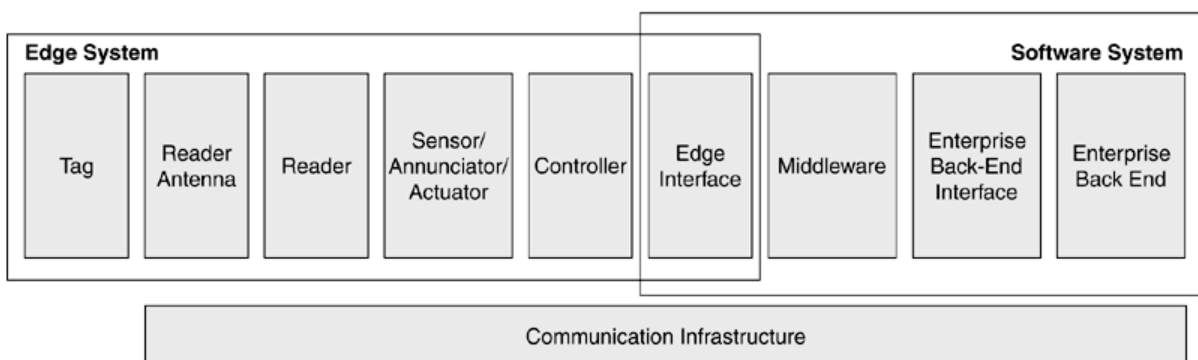 Edge System
Software System
Tag
Reader
Antenna
Reader
Sensor/
Annunciator/
Actuator
Controller
Edge
Interface
Middleware
Enterprise
Back-End
Interface
Enterprise
Back End
Communication Infrastructure